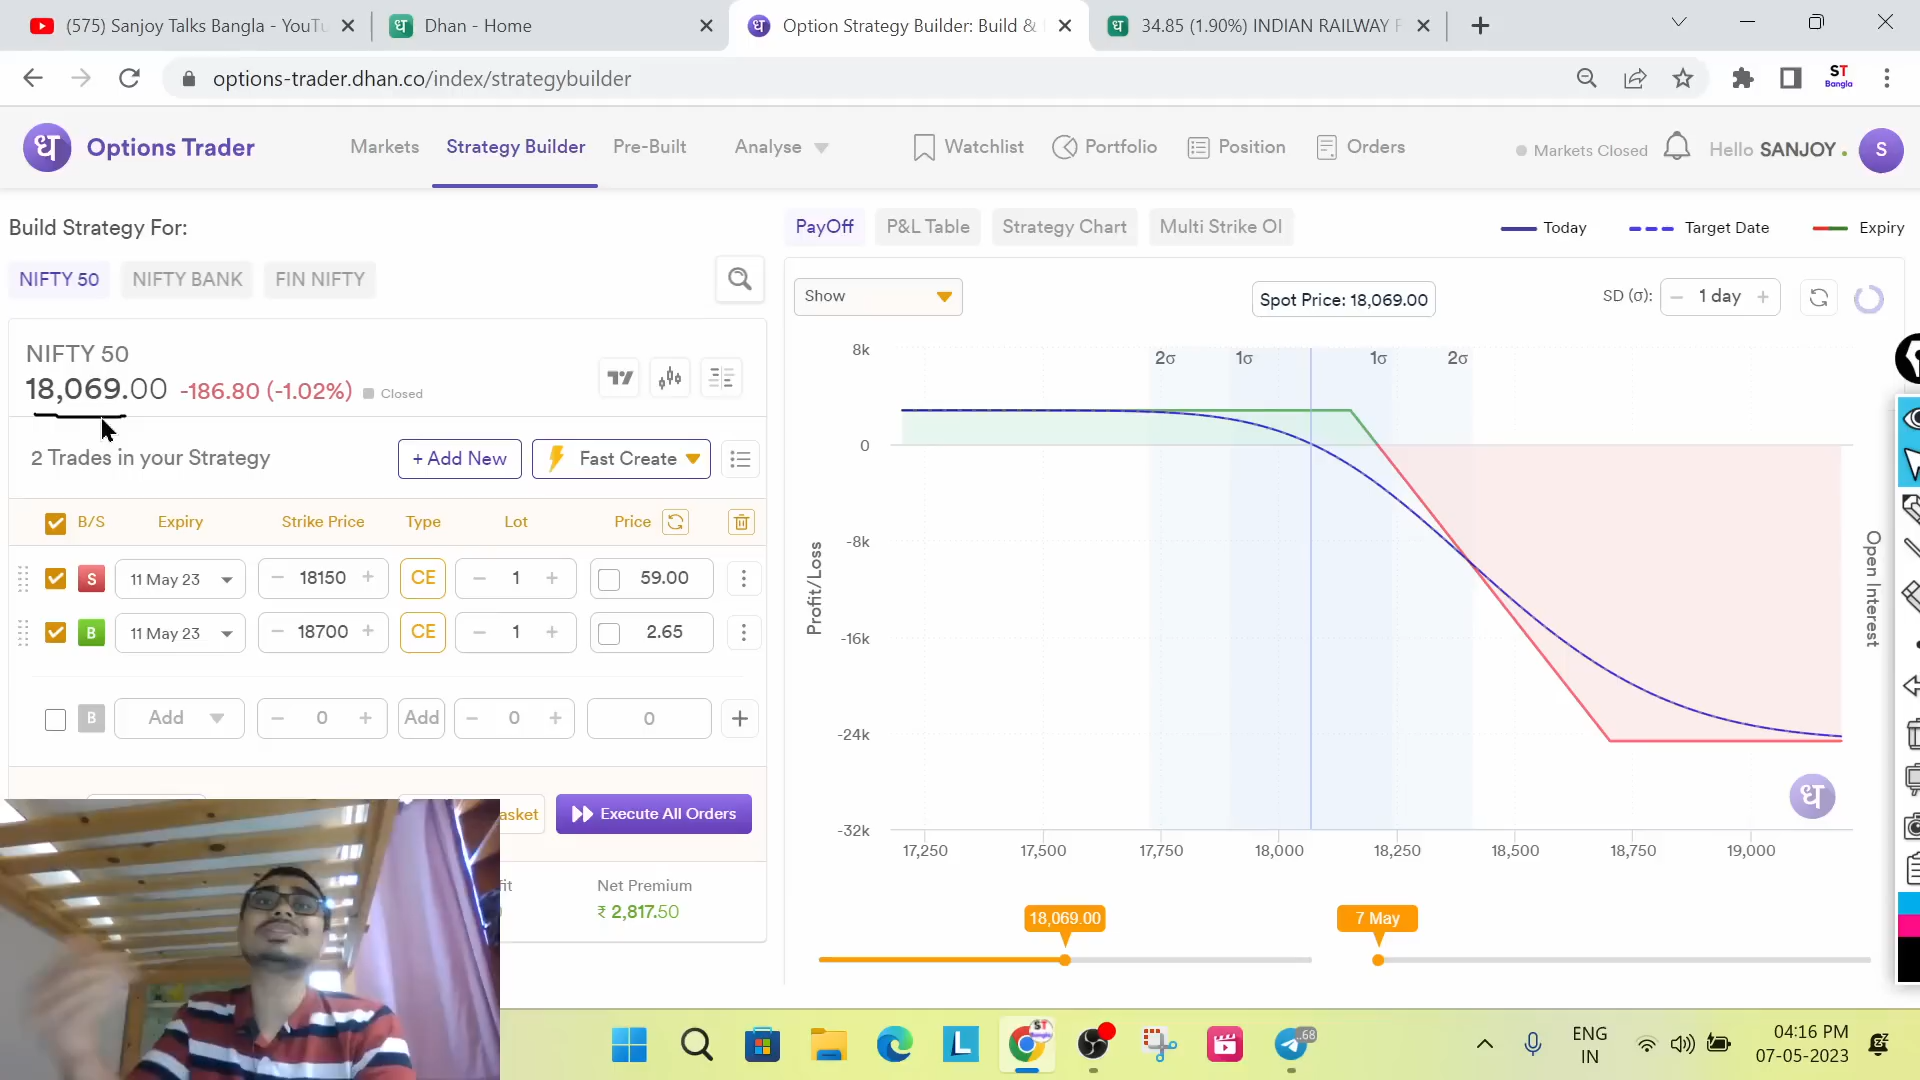 (575) Sanjoy Talks Bangla - YouTu
Dhan - Home
Option Strategy Builder: Build &
34.85 (1.90%) INDIAN RAILWAY F
options-trader.dhan.co/index/strategybuilder
ST
Bangla
ध
Options Trader
Markets
Strategy Builder
Pre-Built
Analyse
Watchlist
Portfolio
Position
Orders
Markets Closed
Hello SANJOY .
S
Build Strategy For:
NIFTY 50
NIFTY BANK
FIN NIFTY
NIFTY 50
18,069.00 -186.80 (-1.02%) Closed
2 Trades in your Strategy
+ Add New
Fast Create
B/S Expiry Strike Price Type Lot Price
S 11 May 23 − 18150 + CE − 1 + 59.00
B 11 May 23 − 18700 + CE − 1 + 2.65
B Add − 0 + Add − 0 + 0 +
asket
Execute All Orders
it
Net Premium
₹ 2,817.50
PayOff
P&L Table
Strategy Chart
Multi Strike OI
Today
Target Date
Expiry
Show
Spot Price: 18,069.00
SD (σ): − 1 day +
2σ 1σ 1σ 2σ
8k
0
-8k
-16k
-24k
-32k
Profit/Loss
Open Interest
ध
17,250 17,500 17,750 18,000 18,250 18,500 18,750 19,000
18,069.00
7 May
L
ST
68
ENG
IN
04:16 PM
07-05-2023